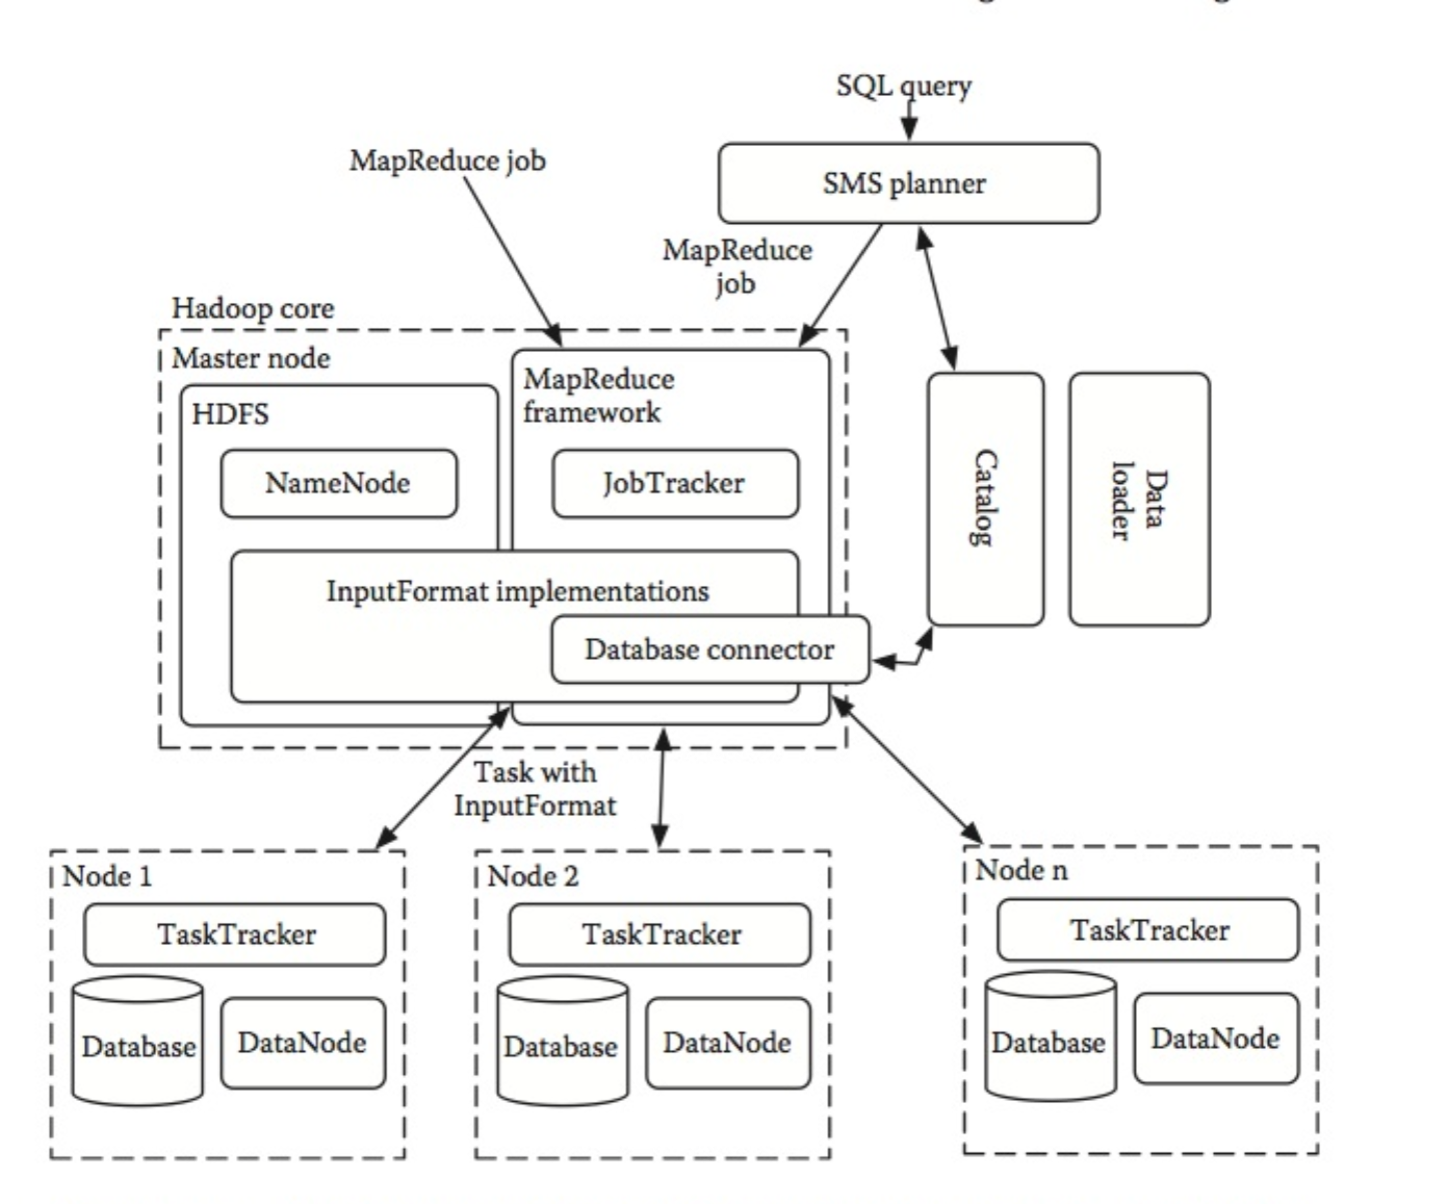 SQL query
MapReduce job
SMS planner
MapReduce
job
Hadoop core
Master node
HDFS
NameNode
MapReduce
framework
JobTracker
InputFormat implementations
Database connector
Catalog
Data
loader
Task with
InputFormat
Node 1
TaskTracker
Database
DataNode
Node 2
TaskTracker
Database
DataNode
Node n
TaskTracker
Database
DataNode